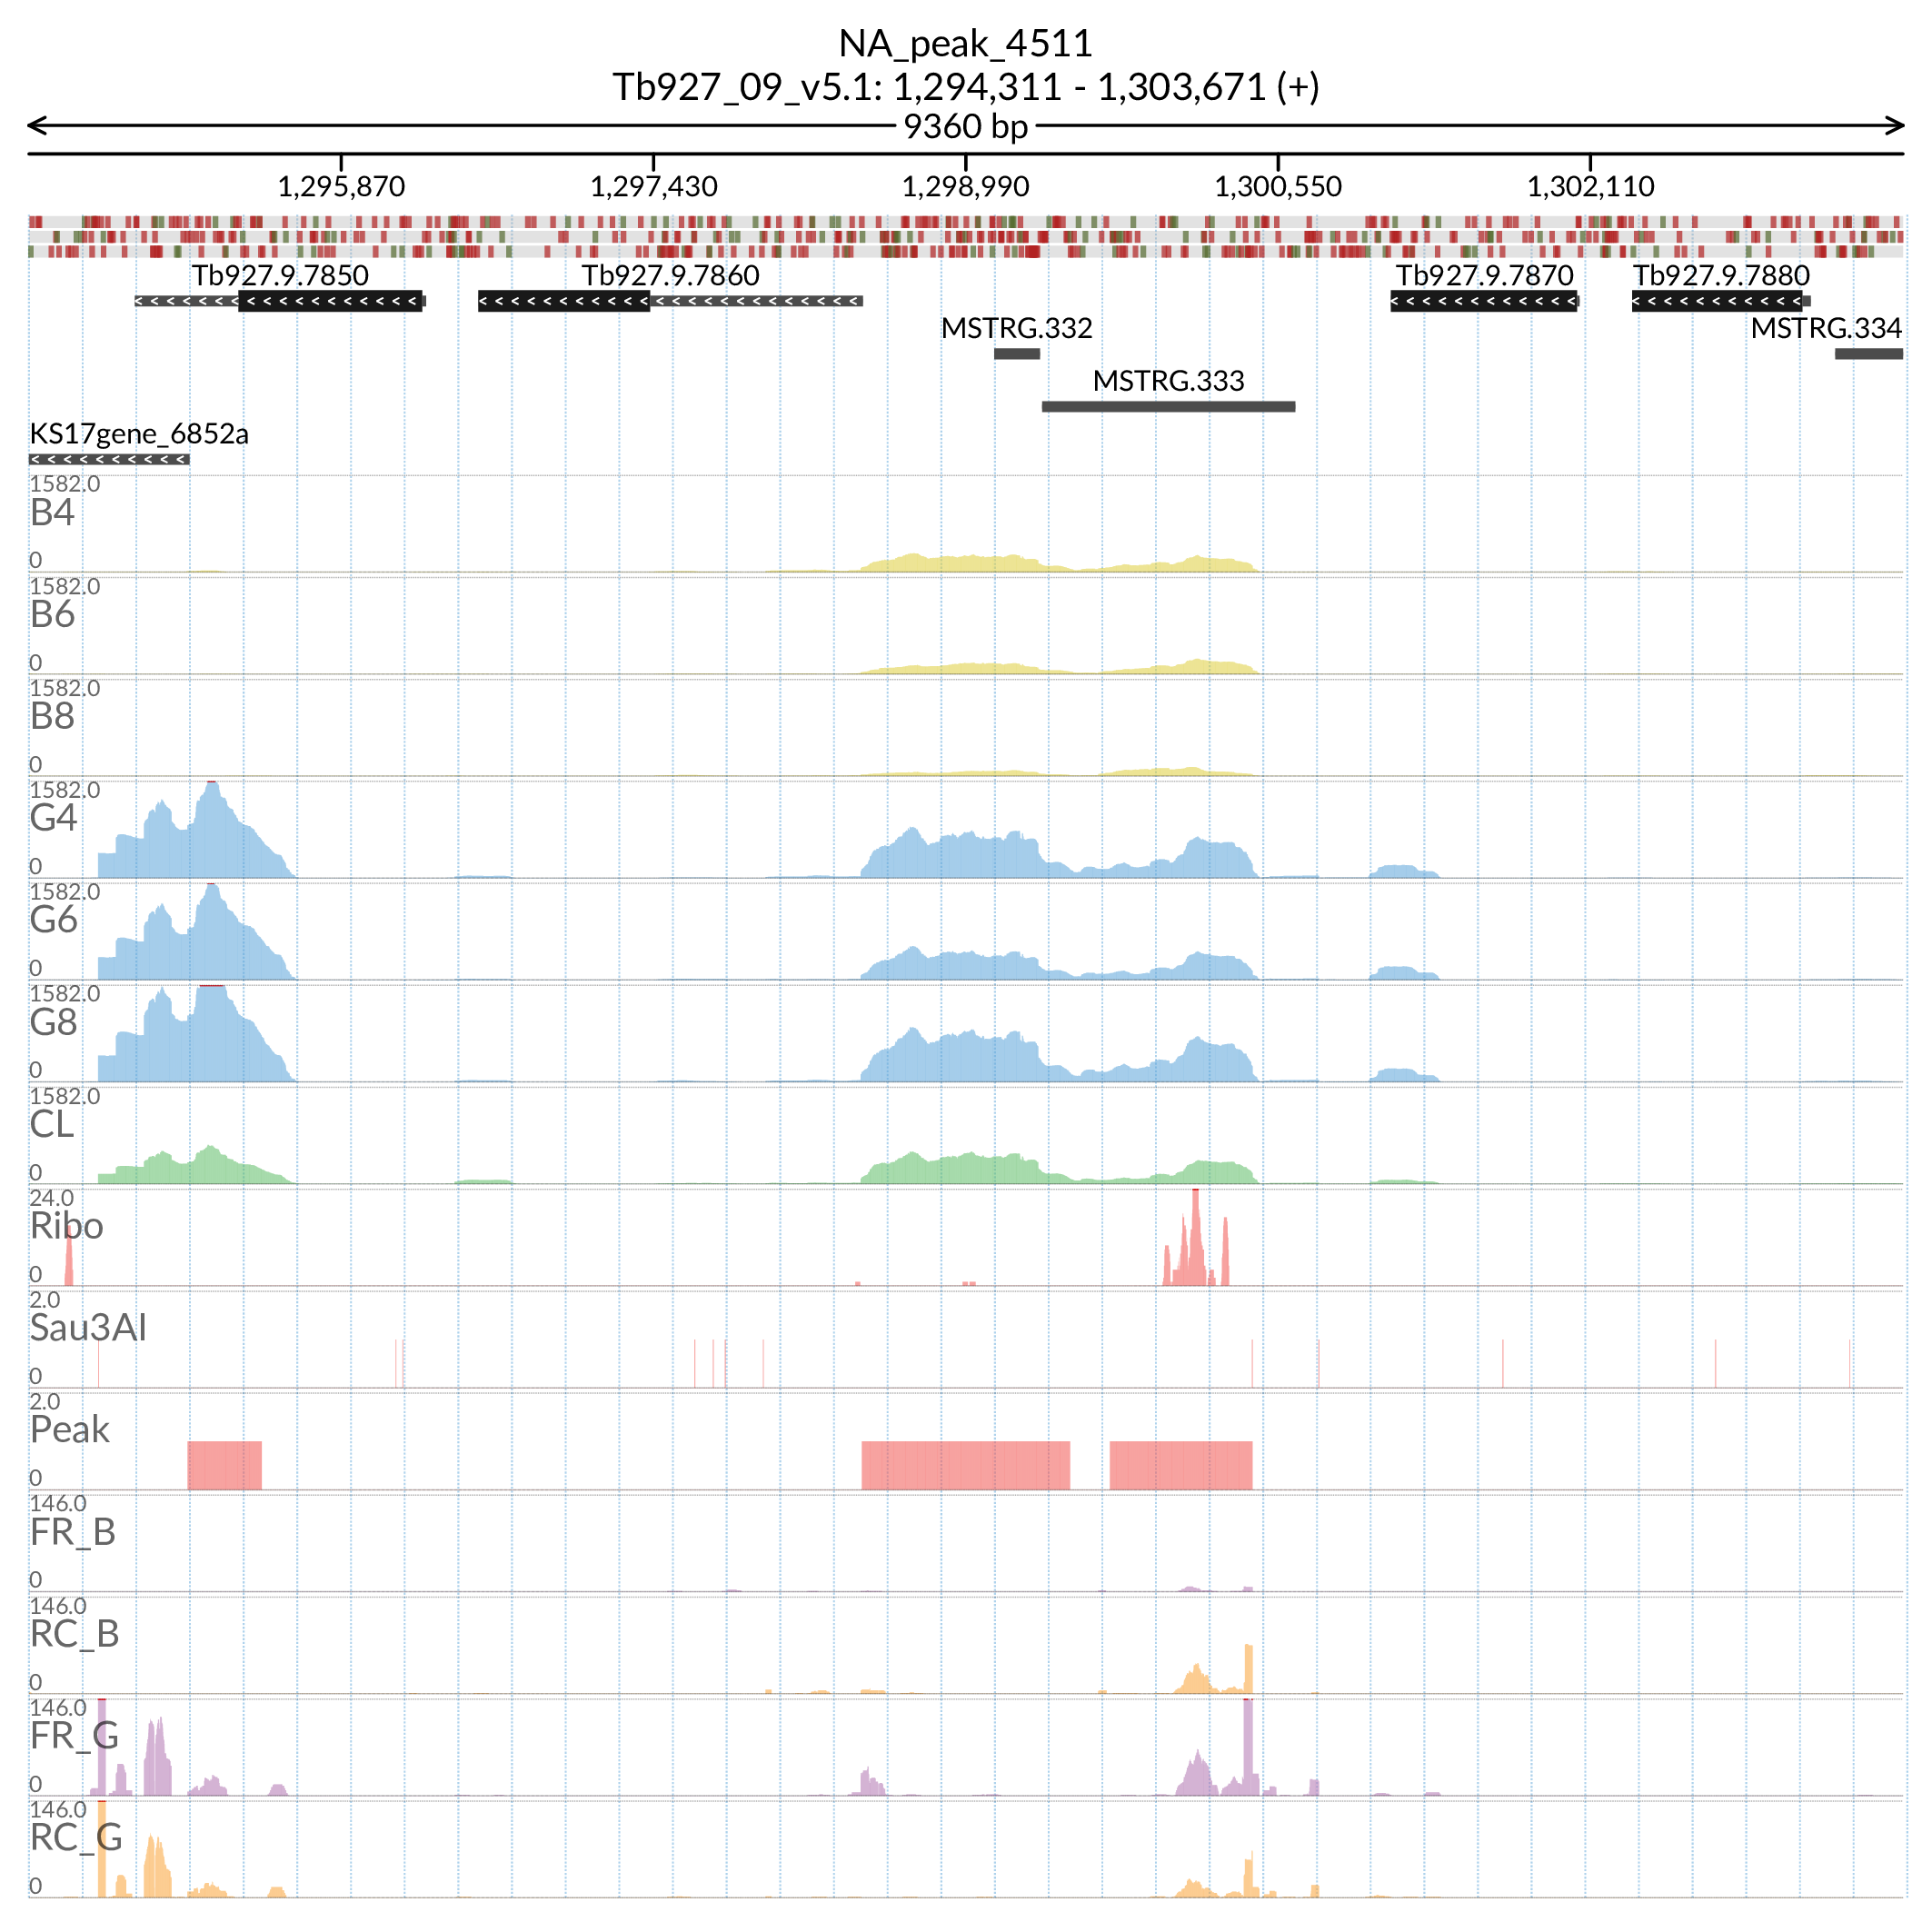 NA_peak_4511
Tb927_09_v5.1: 1,294,311 - 1,303,671 (+)
9360 bp
1,295,870 1,297,430 1,298,990 1,300,550 1,302,110
Tb927.9.7850 Tb927.9.7860 Tb927.9.7870 Tb927.9.7880
MSTRG.332 MSTRG.334
MSTRG.333
KS17gene_6852a
1582.0
B4
0
1582.0
B6
0
1582.0
B8
0
1582.0
G4
0
1582.0
G6
0
1582.0
G8
0
1582.0
CL
0
24.0
Ribo
0
2.0
Sau3AI
0
2.0
Peak
0
146.0
FR_B
0
146.0
RC_B
0
146.0
FR_G
0
146.0
RC_G
0